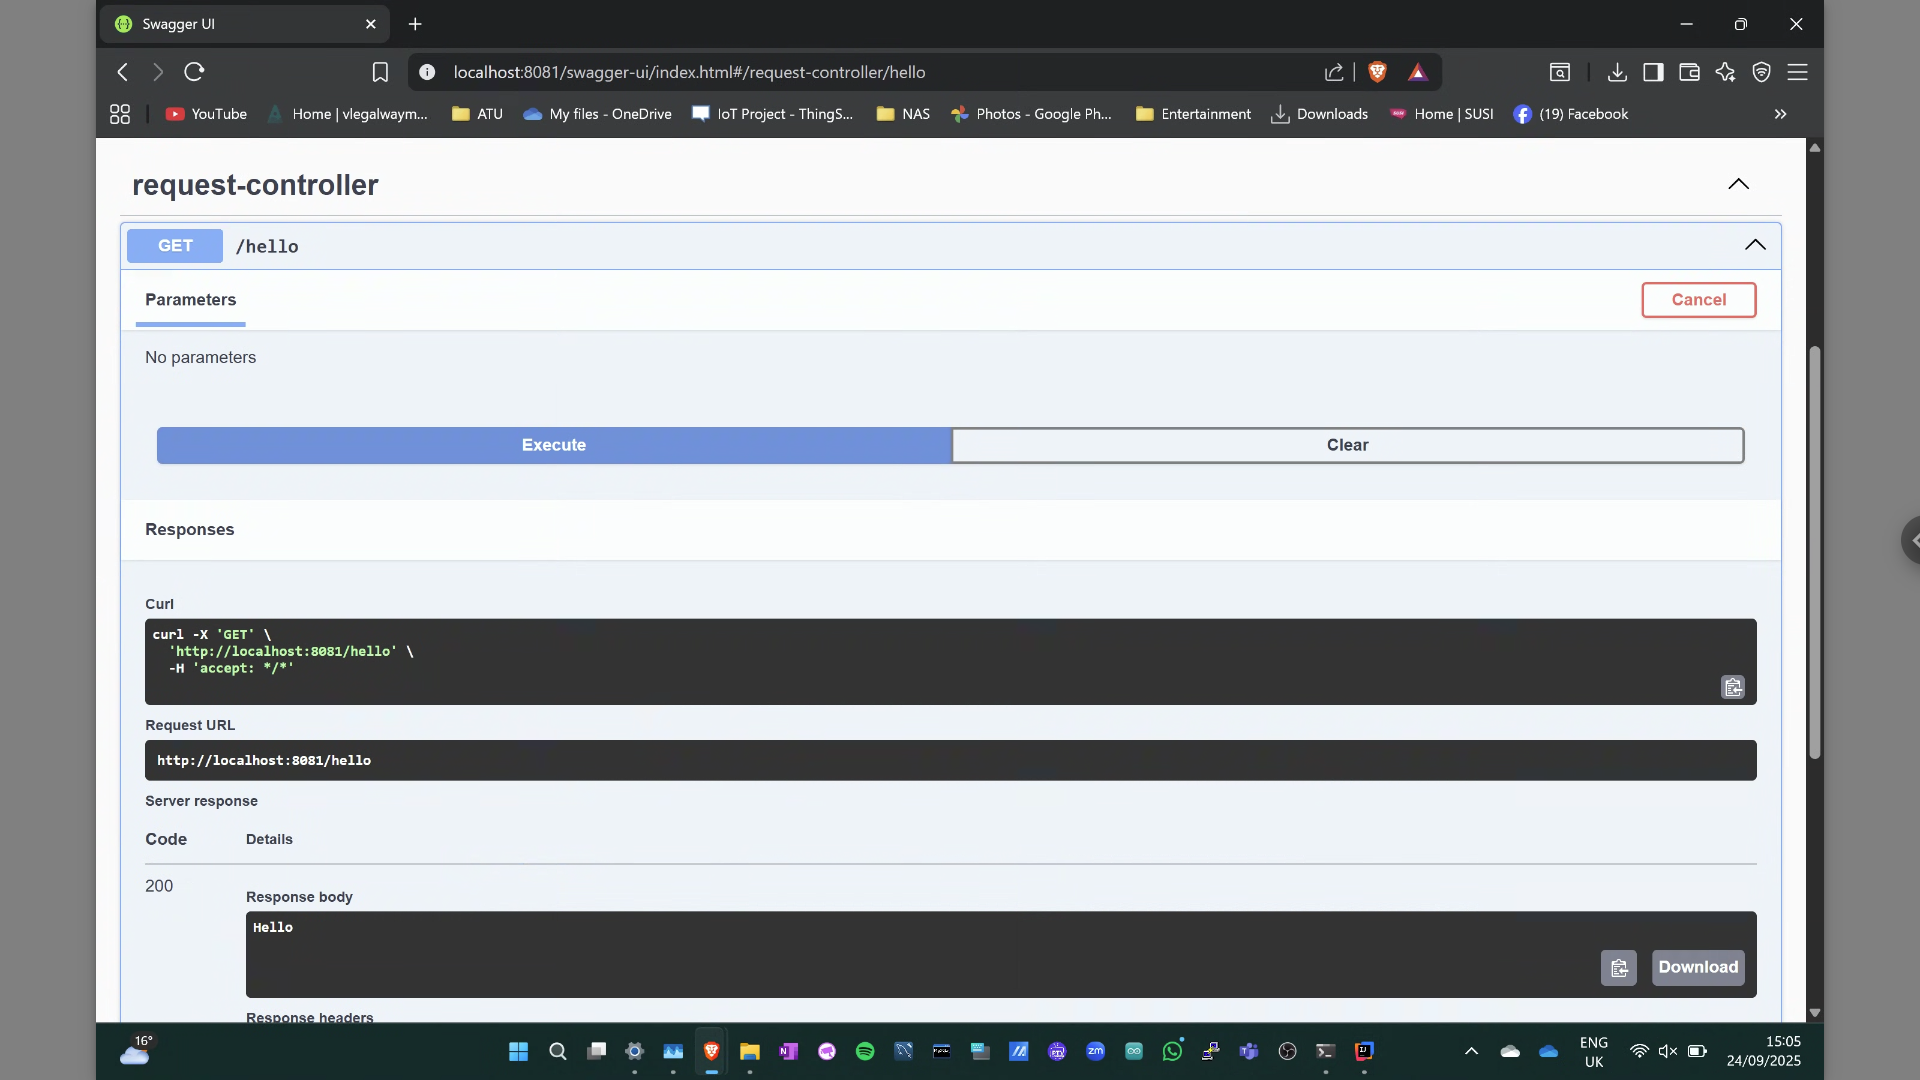 Swagger UI
localhost:8081/swagger-ui/index.html#/request-controller/hello
YouTube
Home | vlegalwaym...
ATU
My files - OneDrive
IoT Project - ThingS...
NAS
Photos - Google Ph...
Entertainment
Downloads
Home | SUSI
(19) Facebook
request-controller
GET /hello
Parameters
Cancel
No parameters
Execute
Clear
Responses
Curl
curl -X 'GET' \
'http://localhost:8081/hello' \
-H 'accept: */*'
Request URL
http://localhost:8081/hello
Server response
Code Details
200
Response body
Hello
Download
Response headers
16°
ENG
UK
15:05
24/09/2025